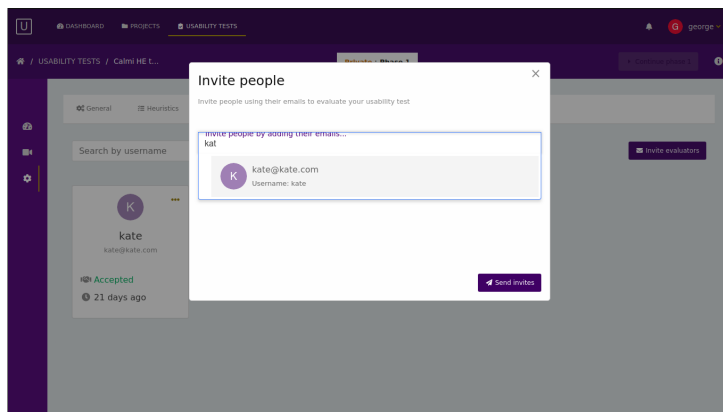 U DASHBOARD PROJECTS USABILITY TESTS G george
/ USABILITY TESTS / Calmi HE t... Private : Phase 1
Invite people
Invite people using their emails to evaluate your usability test
General Heuristics
Invite people by adding their emails...
kat
Search by username
Invite evaluators
K kate@kate.com
Username: kate
K
kate
kate@kate.com
Accepted
21 days ago
Send invites